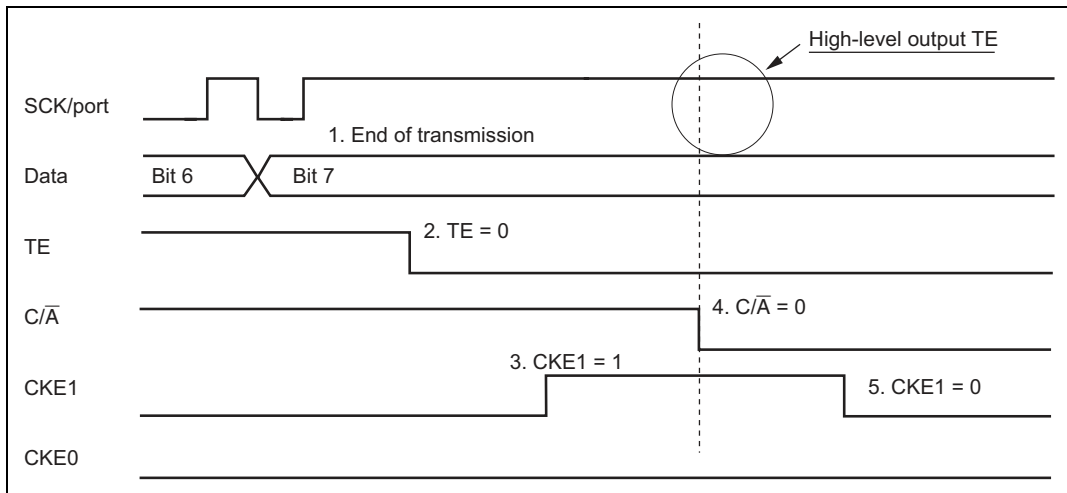 High-level output TE
SCK/port
1. End of transmission
Data
Bit 6
Bit 7
TE
2. TE = 0
C/A̅
4. C/A̅ = 0
3. CKE1 = 1
CKE1
5. CKE1 = 0
CKE0